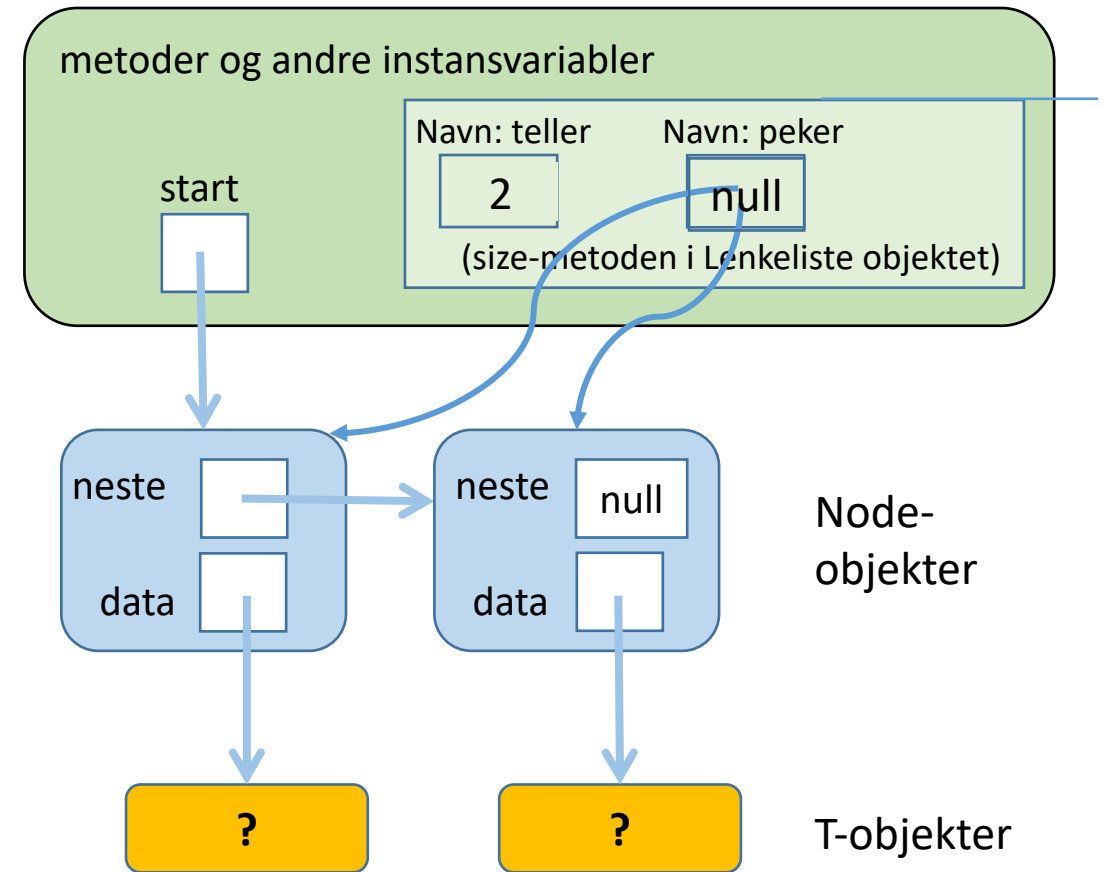 metoder og andre instansvariabler
Navn: teller
Navn: peker
start
2
null
(size-metoden i Lenkeliste objektet)
neste
neste
null
Node-
objekter
data
data
?
?
T-objekter